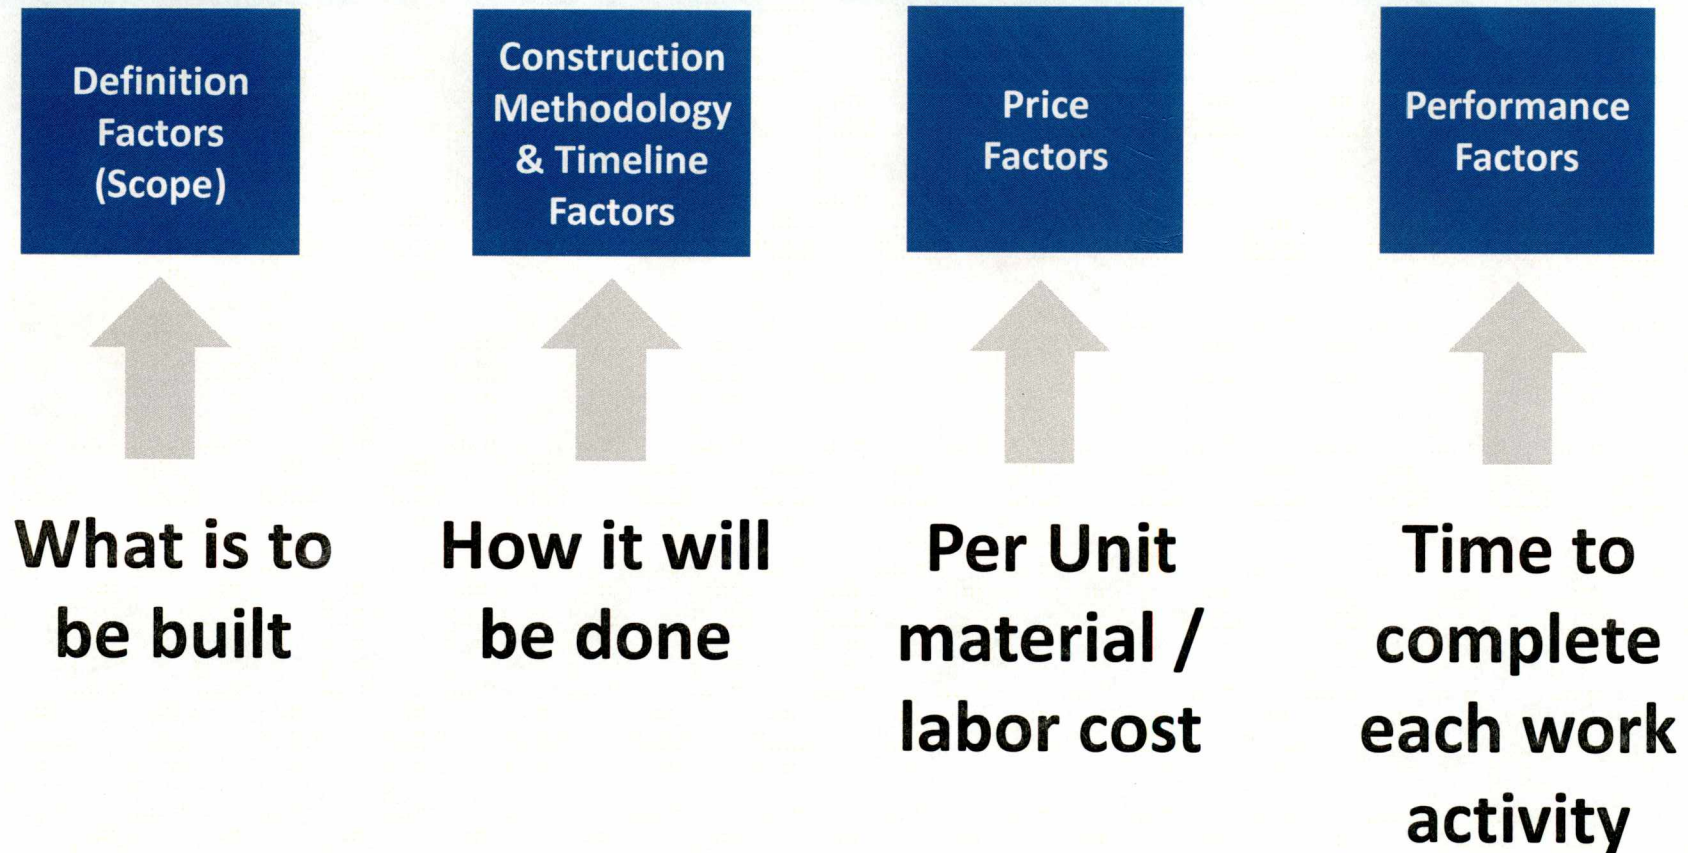 Definition
Factors
(Scope)
Construction
Methodology
& Timeline
Factors
Price
Factors
Performance
Factors
What is to
be built
How it will
be done
Per Unit
material /
labor cost
Time to
complete
each work
activity